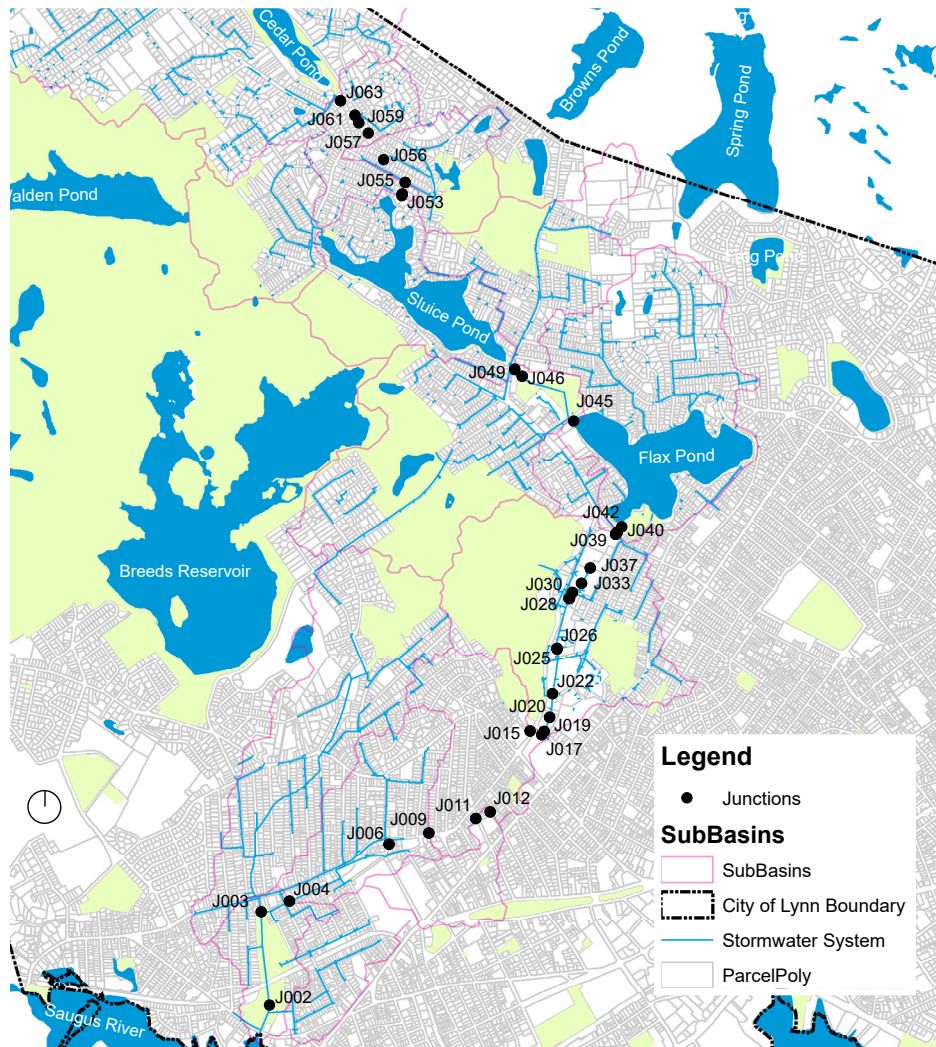 Cedar Pond
Browns Pond
Spring Pond
J063
J061
J059
J057
J056
J055
J053
Walden Pond
Sluice Pond
J049
J046
J045
Flax Pond
J042
J040
J039
J037
Breeds Reservoir
J030
J033
J028
J026
J025
J022
J020
J019
J015
J017
J012
J011
J009
J006
J004
J003
J002
Saugus River
Legend
Junctions
SubBasins
SubBasins
City of Lynn Boundary
Stormwater System
ParcelPoly